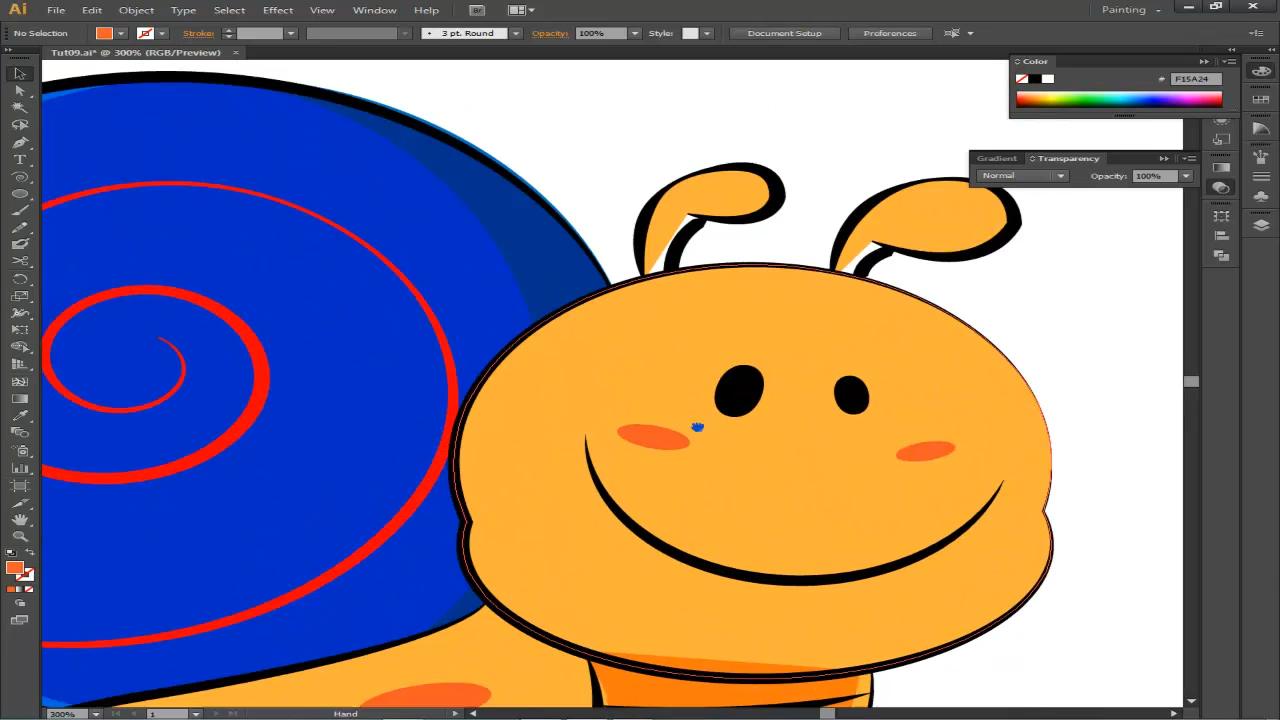 Ai File Edit Object Type Select Effect View Window Help Br Painting
No Selection Stroke: 3 pt. Round Opacity: 100% Style: Document Setup Preferences
Tut09.ai* @ 300% (RGB/Preview) ×
Color
# F15A24
Gradient Transparency
Normal Opacity: 100%
300% 1 Hand